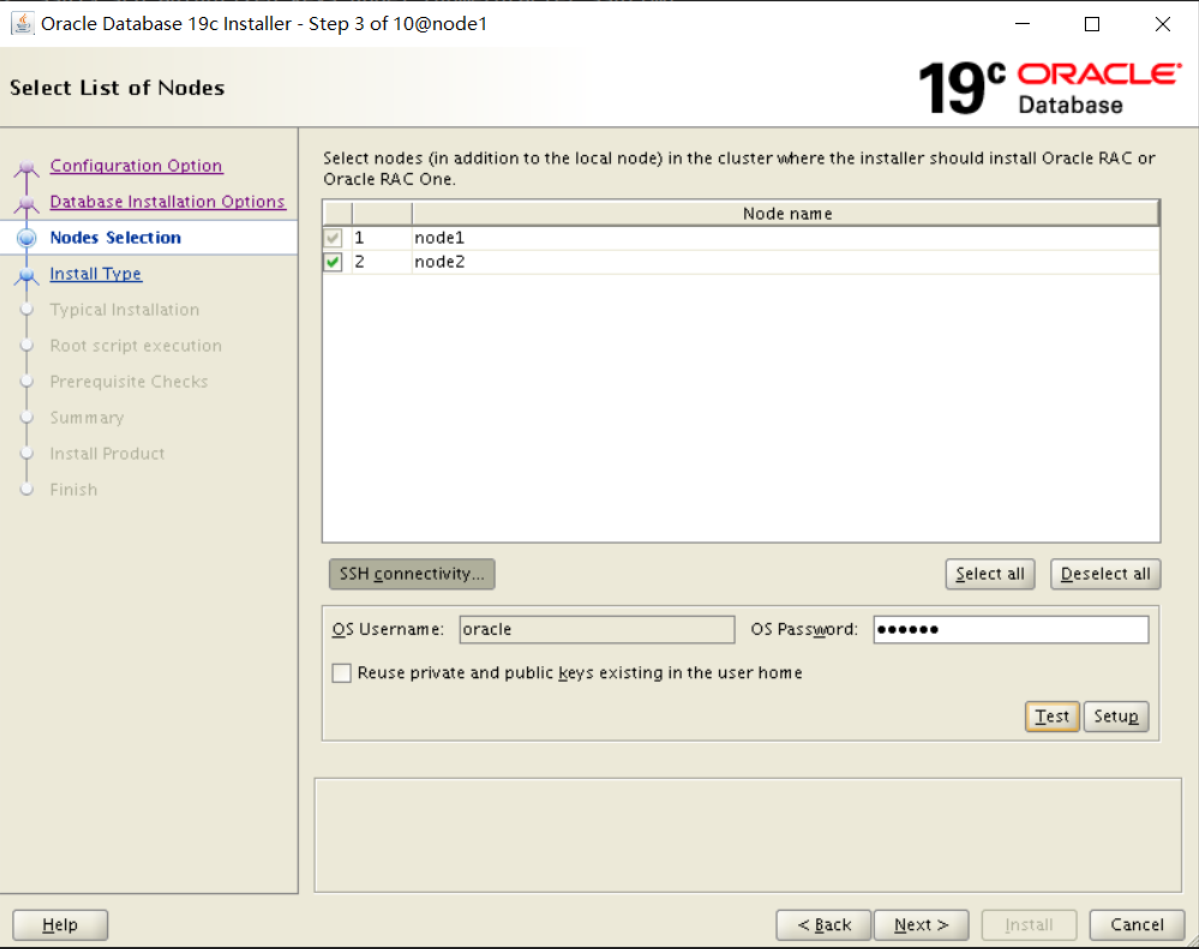 Oracle Database 19c Installer - Step 3 of 10@node1
Select List of Nodes
19c ORACLE
Database
Configuration Option
Database Installation Options
Nodes Selection
Install Type
Typical Installation
Root script execution
Prerequisite Checks
Summary
Install Product
Finish
Select nodes (in addition to the local node) in the cluster where the installer should install Oracle RAC or
Oracle RAC One.
Node name
1 node1
2 node2
SSH connectivity...
Select all
Deselect all
OS Username: oracle
OS Password: ••••••
Reuse private and public keys existing in the user home
Test
Setup
Help
< Back
Next >
Install
Cancel